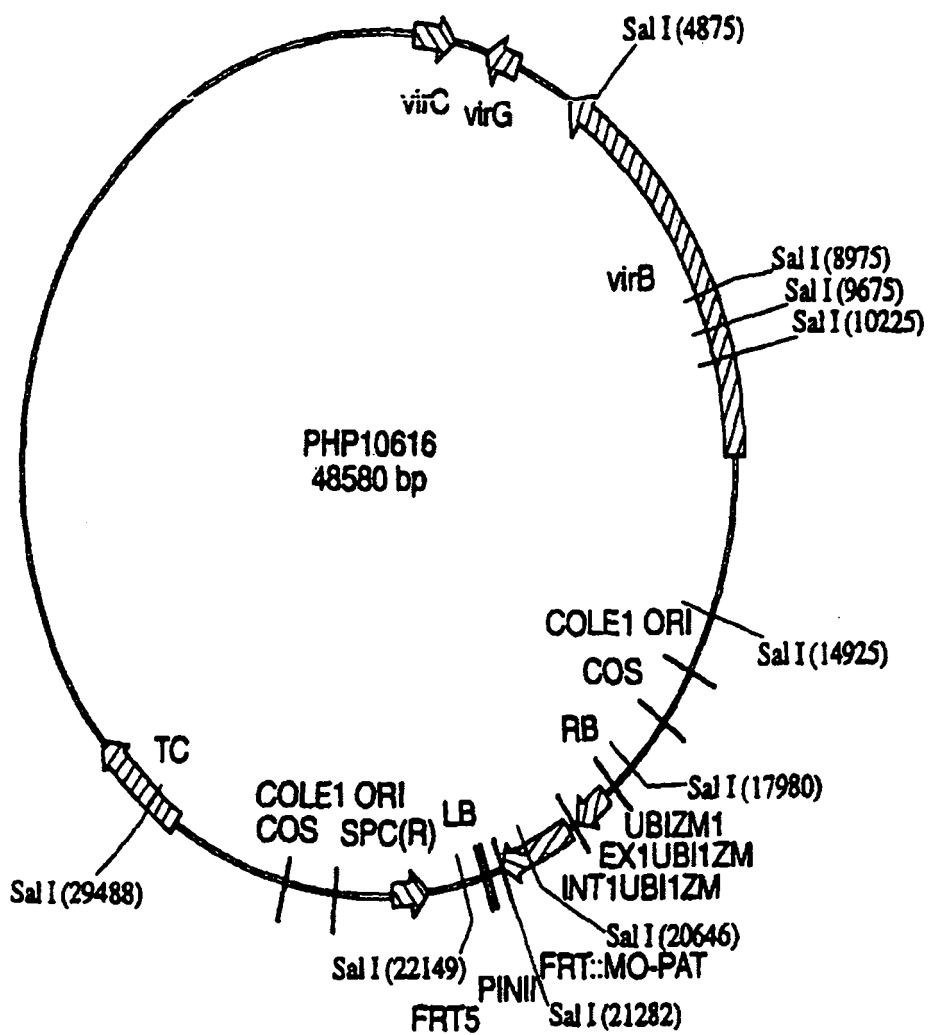 Sal I (4875)
virC
virG
virB
Sal I (8975)
Sal I (9675)
Sal I (10225)
PHP10616
48580 bp
COLE1 ORI
Sal I (14925)
COS
RB
Sal I (17980)
UBIZM1
EX1UBI1ZM
INT1UBI1ZM
Sal I (20646)
FRT::MO-PAT
Sal I (21282)
PINII
FRT5
Sal I (22149)
LB
SPC(R)
COLE1 ORI
COS
TC
Sal I (29488)